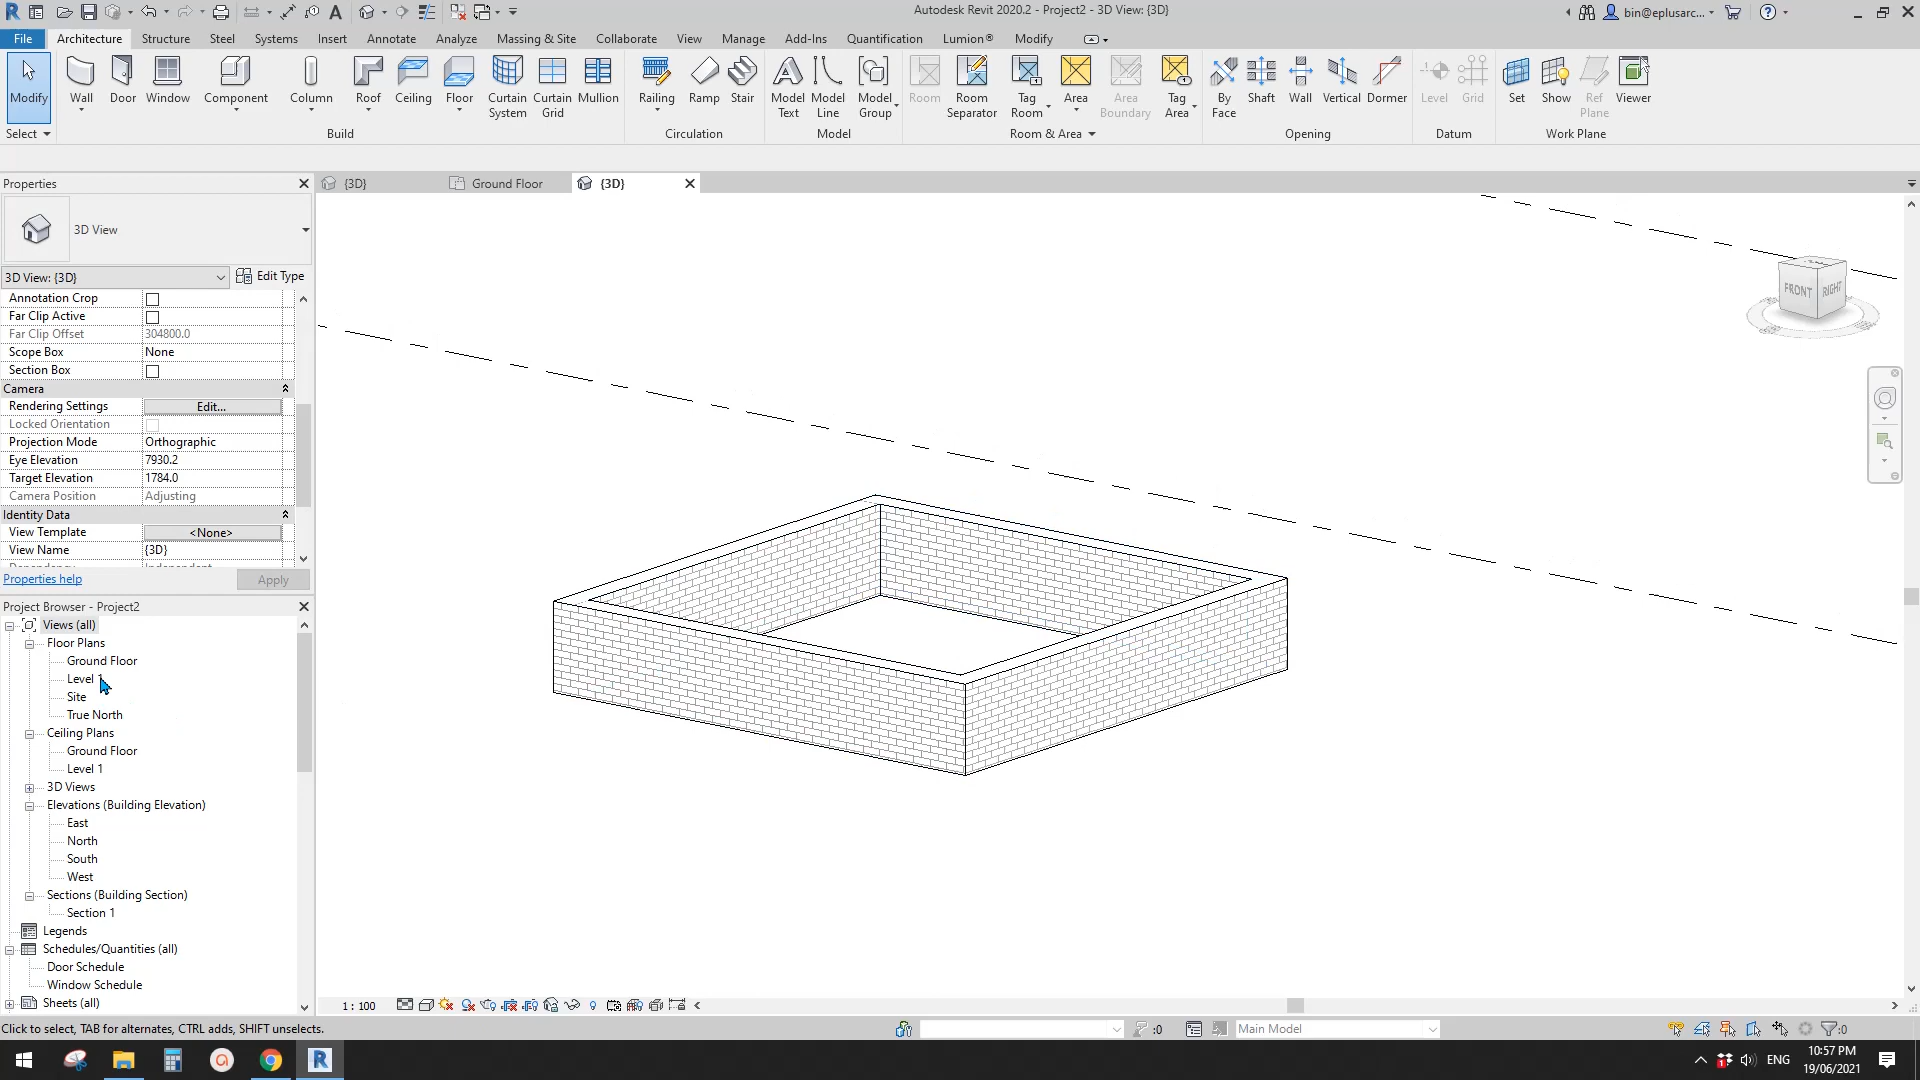 Autodesk Revit 2020.2 - Project2 - 3D View: {3D}
bin@eplusarc...
File
Architecture
Structure
Steel
Systems
Insert
Annotate
Analyze
Massing & Site
Collaborate
View
Manage
Add-Ins
Quantification
Lumion®
Modify
Modify
Wall
Door
Window
Component
Column
Roof
Ceiling
Floor
Curtain
System
Curtain
Grid
Mullion
Railing
Ramp
Stair
Model
Text
Model
Line
Model
Group
Room
Room
Separator
Tag
Room
Area
Area
Boundary
Tag
Area
By
Face
Shaft
Wall
Vertical
Dormer
Level
Grid
Set
Show
Ref
Plane
Viewer
Select
Build
Circulation
Model
Room & Area
Opening
Datum
Work Plane
Properties
{3D}
Ground Floor
{3D}
3D View
3D View: {3D}
Edit Type
Annotation Crop
Far Clip Active
Far Clip Offset 304800.0
Scope Box None
Section Box
Camera
Rendering Settings Edit...
Locked Orientation
Projection Mode Orthographic
Eye Elevation 7930.2
Target Elevation 1784.0
Camera Position Adjusting
Identity Data
View Template <None>
View Name {3D}
Properties help
Apply
FRONT
RIGHT
Project Browser - Project2
Views (all)
Floor Plans
Ground Floor
Level 1
Site
True North
Ceiling Plans
Ground Floor
Level 1
3D Views
Elevations (Building Elevation)
East
North
South
West
Sections (Building Section)
Section 1
Legends
Schedules/Quantities (all)
Door Schedule
Window Schedule
Sheets (all)
1 : 100
Click to select, TAB for alternates, CTRL adds, SHIFT unselects.
:0
Main Model
:0
ENG
10:57 PM
19/06/2021